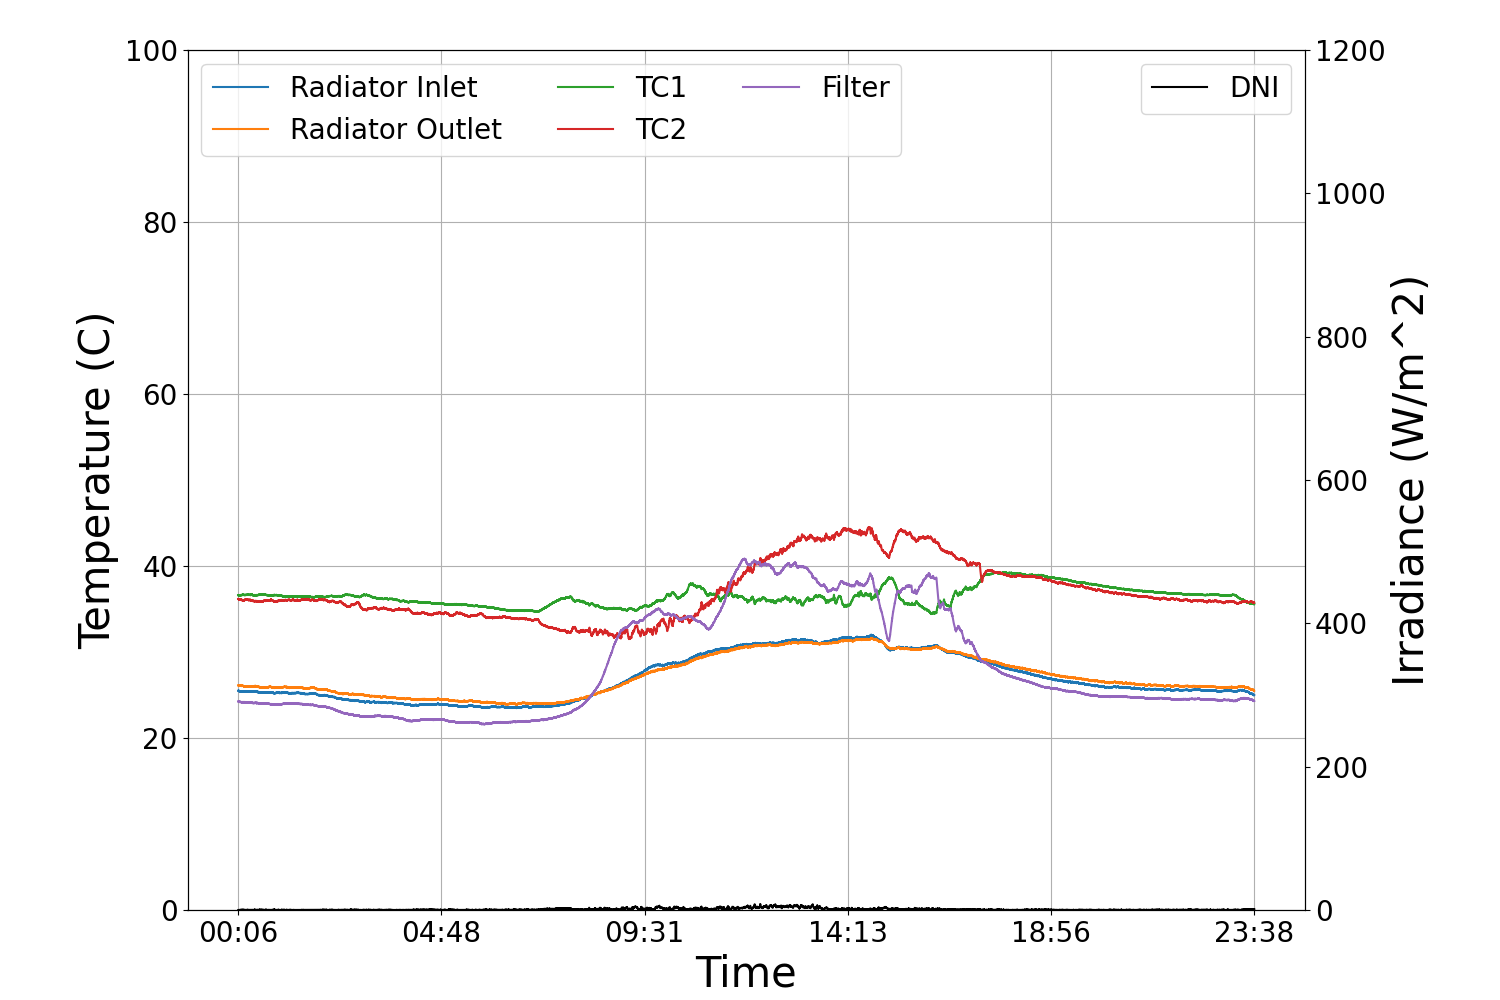 100
80
60
40
20
0
Temperature (C)
Radiator Inlet
Radiator Outlet
TC1
TC2
Filter
DNI
1200
1000
800
600
400
200
0
Irradiance (W/m^2)
00:06
04:48
09:31
14:13
18:56
23:38
Time